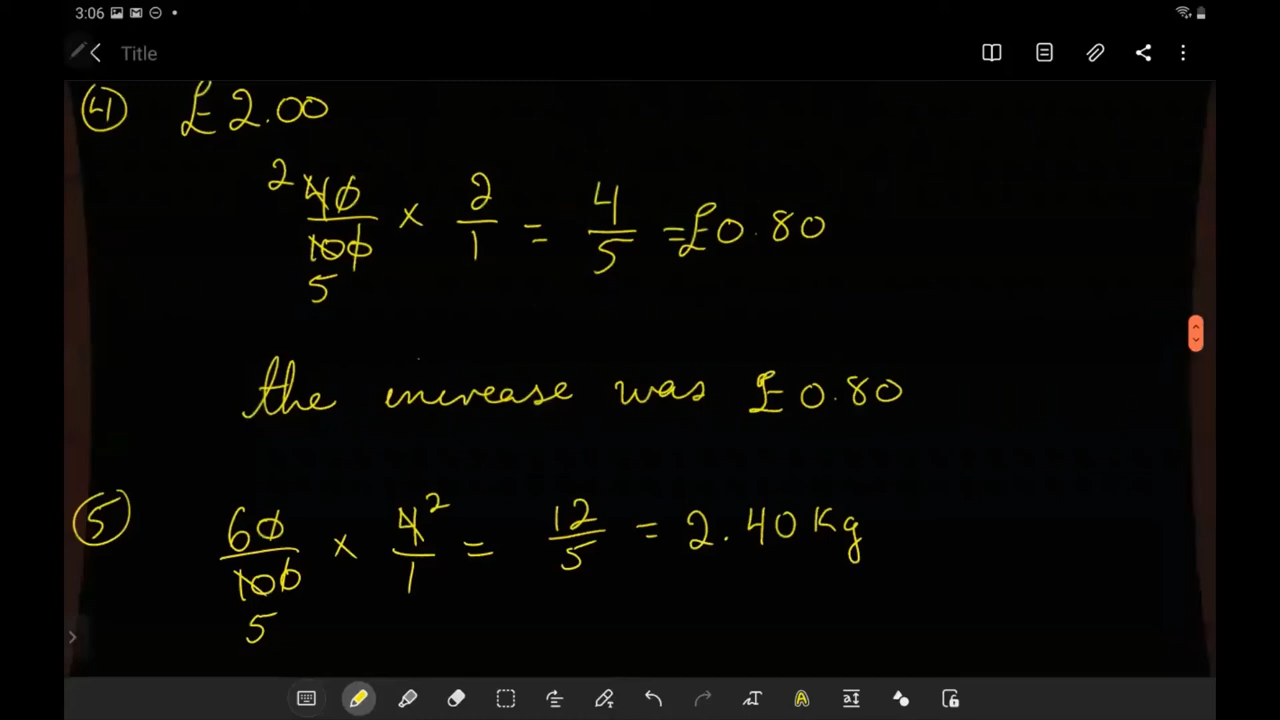 3:06
Title
4 £2.00
2 40/100 5 × 2/1 = 4/5 = £0.80
the increase was £0.80
5 60/100 5 × 4/1 2 = 12/5 = 2.40 Kg